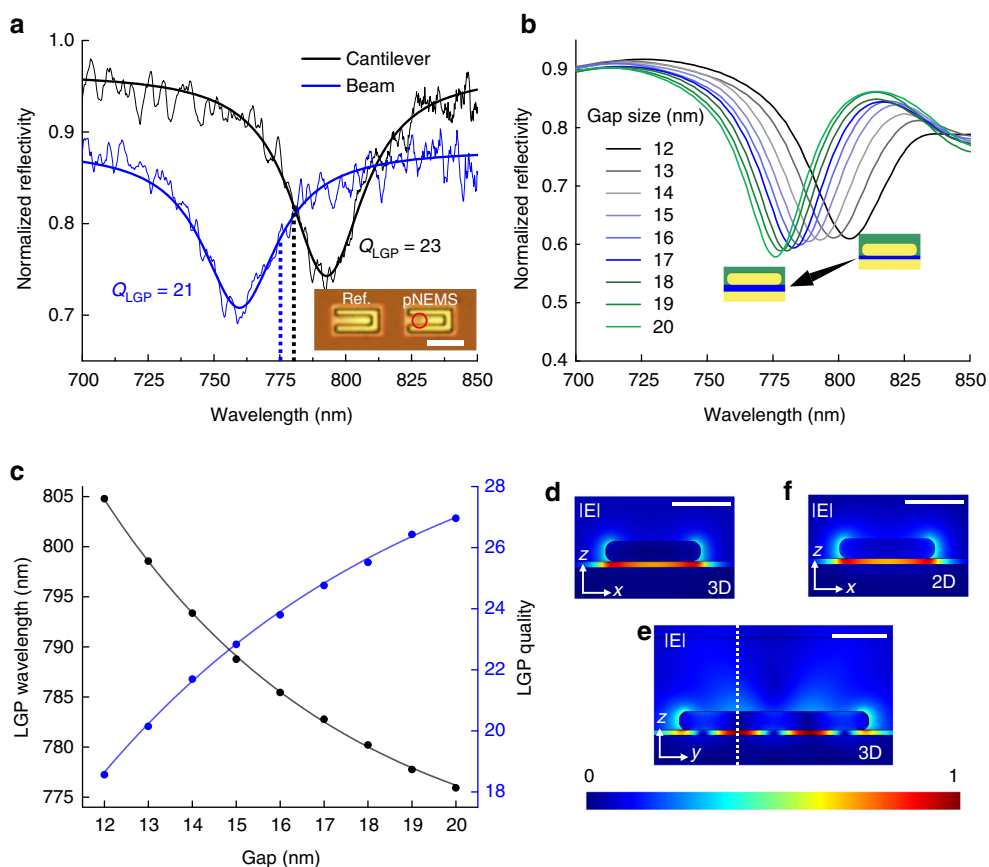 a
1.0
0.9
0.8
0.7
Normalized reflectivity
Cantilever
Beam
Q_LGP = 23
Q_LGP = 21
Ref.
pNEMS
700 725 750 775 800 825 850
Wavelength (nm)
b
0.9
0.8
0.7
0.6
0.5
0.4
Normalized reflectivity
Gap size (nm)
12
13
14
15
16
17
18
19
20
700 725 750 775 800 825 850
Wavelength (nm)
c
805
800
795
790
785
780
775
LGP wavelength (nm)
28
26
24
22
20
18
LGP quality
12 13 14 15 16 17 18 19 20
Gap (nm)
d
|E|
z
x
3D
f
|E|
z
x
2D
e
|E|
z
y
3D
0 1